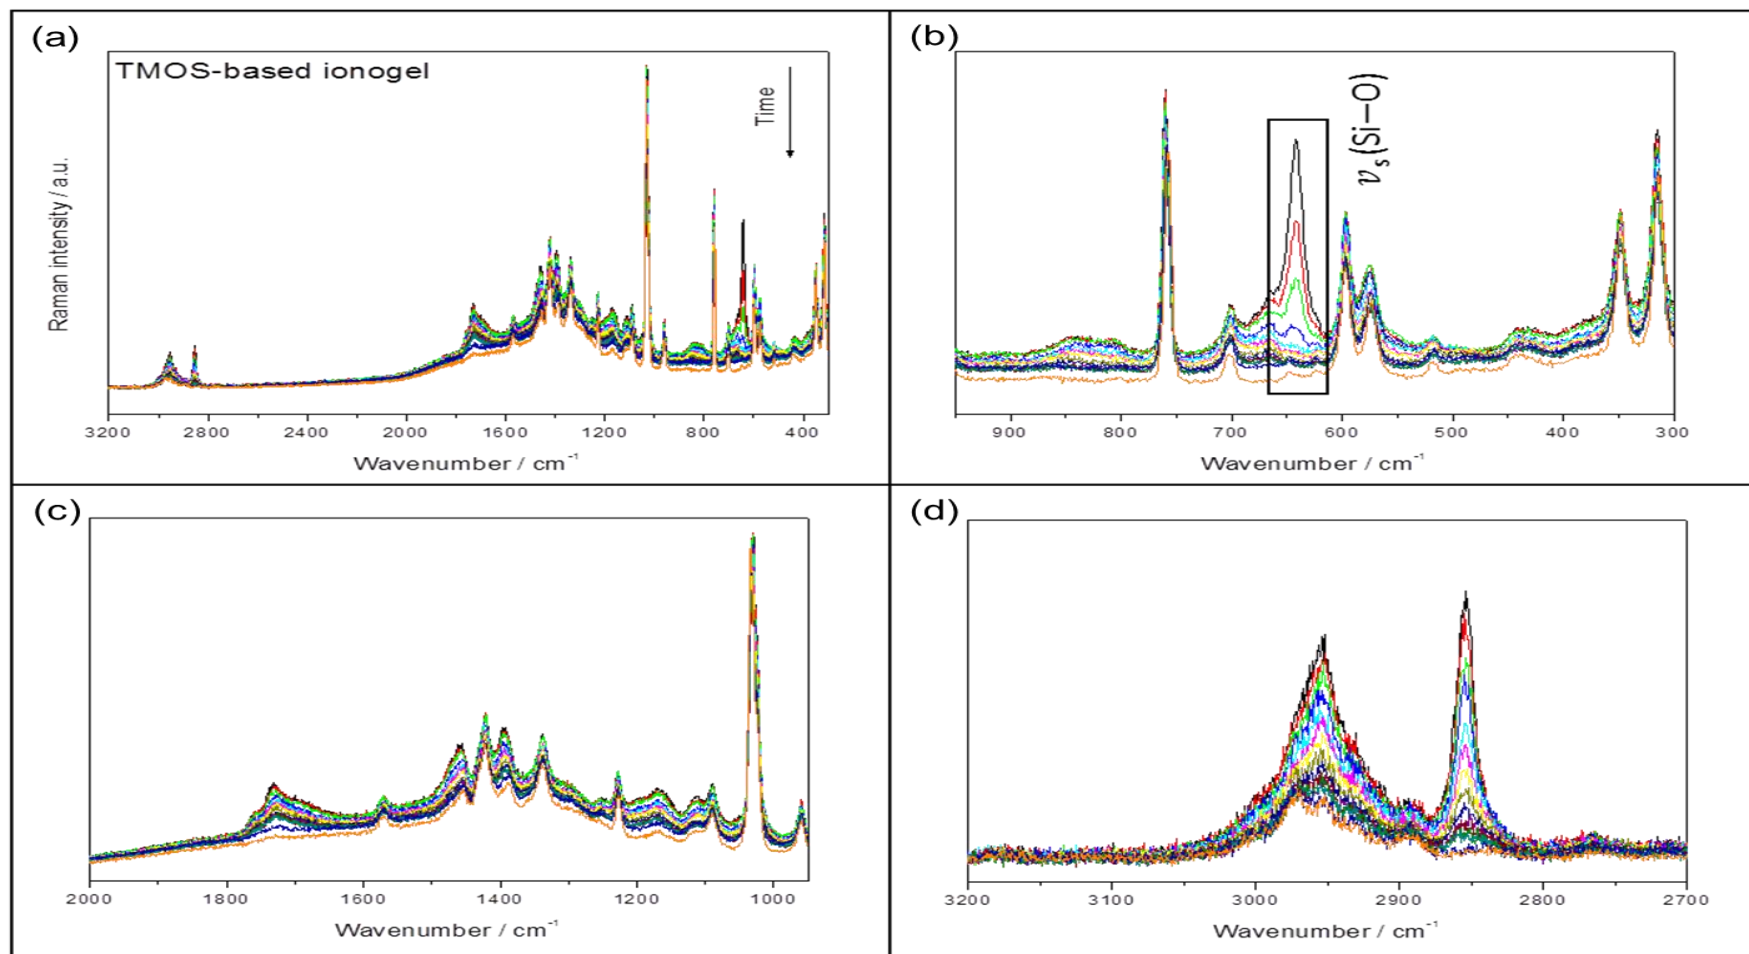 (a)
TMOS-based ionogel
Time
Raman intensity / a.u.
3200 2800 2400 2000 1600 1200 800 400
Wavenumber / cm⁻¹
(b)
νs(Si–O)
900 800 700 600 500 400 300
Wavenumber / cm⁻¹
(c)
2000 1800 1600 1400 1200 1000
Wavenumber / cm⁻¹
(d)
3200 3100 3000 2900 2800 2700
Wavenumber / cm⁻¹